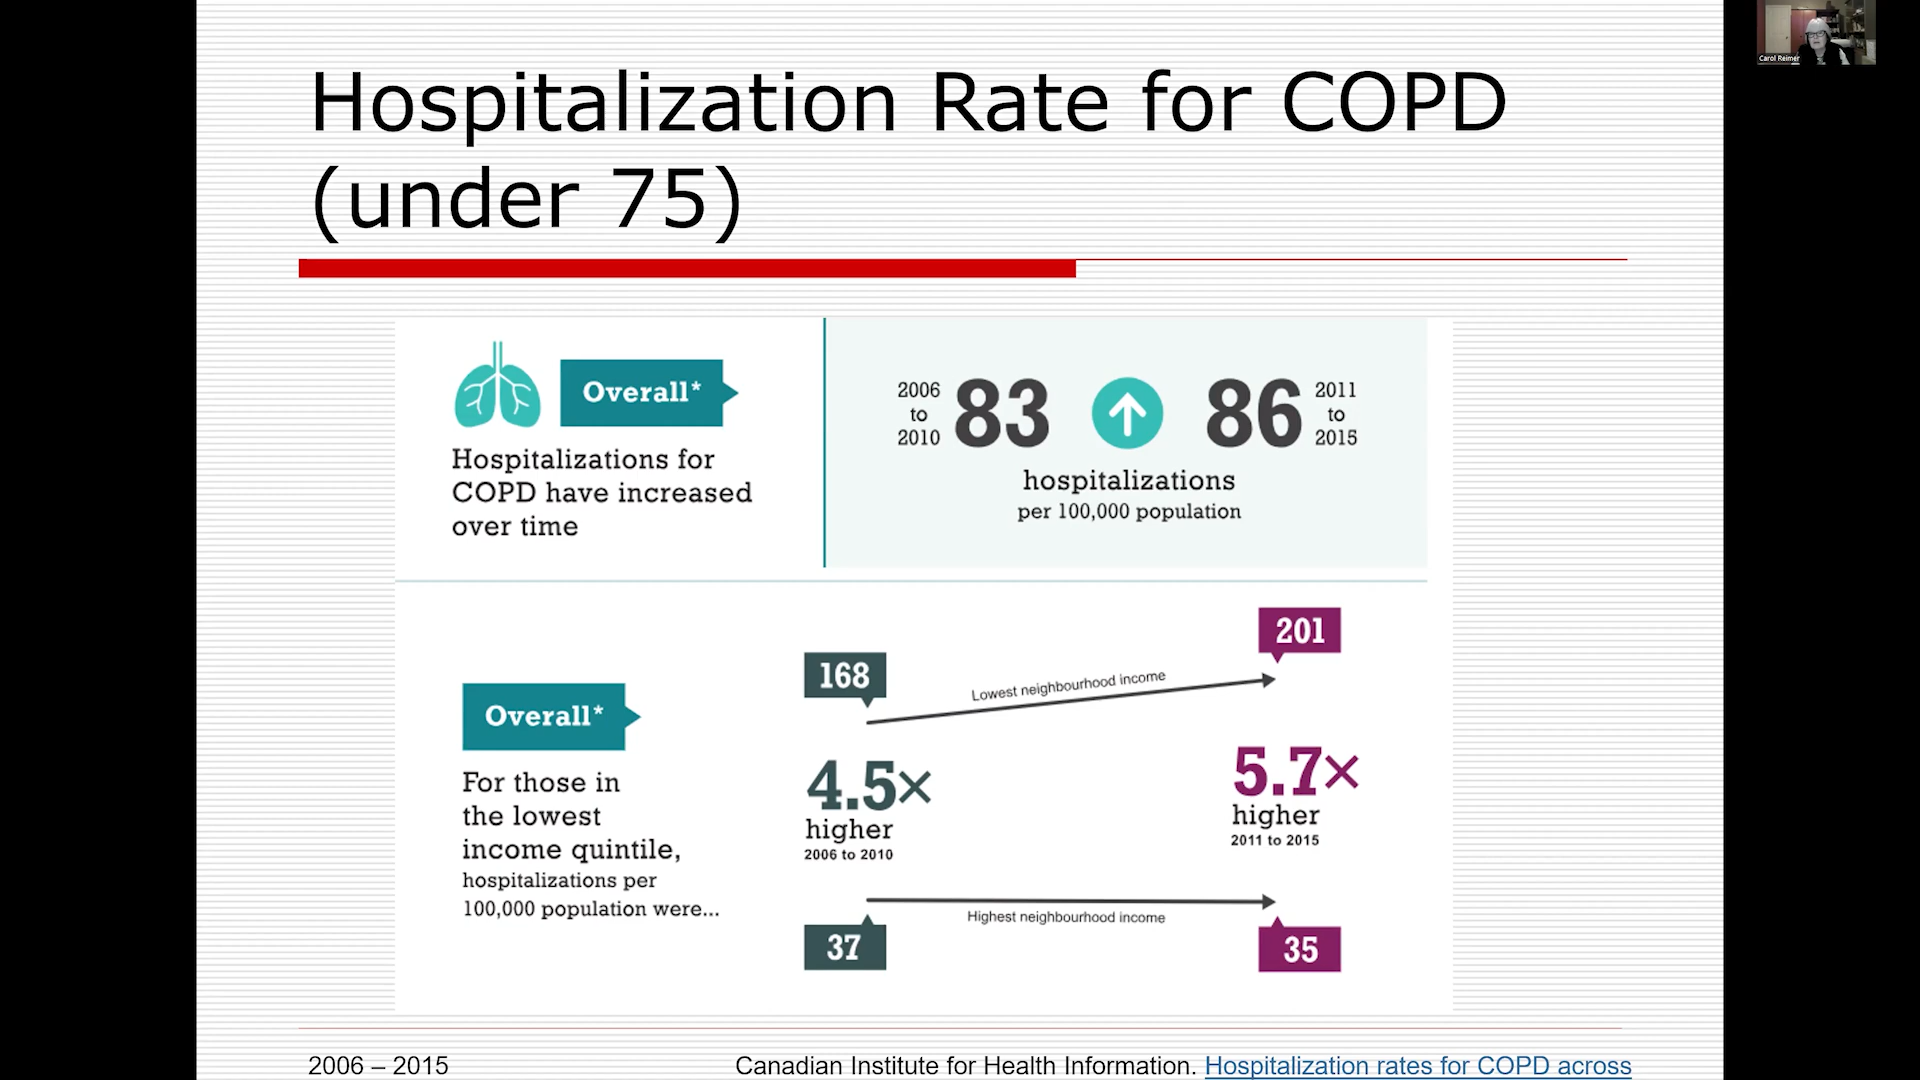 Hospitalization Rate for COPD
(under 75)
Carol Reimer
Overall*
Hospitalizations for
COPD have increased
over time
2006
to
2010
83
86
2011
to
2015
hospitalizations
per 100,000 population
Overall*
For those in
the lowest
income quintile,
hospitalizations per
100,000 population were...
168
Lowest neighbourhood income
201
4.5×
higher
2006 to 2010
5.7×
higher
2011 to 2015
Highest neighbourhood income
37
35
2006 – 2015
Canadian Institute for Health Information. Hospitalization rates for COPD across